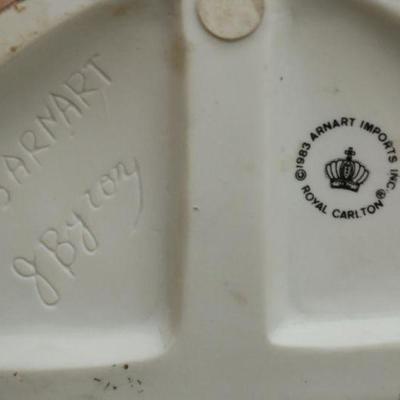 ARNART
J Byron
©1983 ARNART IMPORTS INC®
ROYAL CARLTON